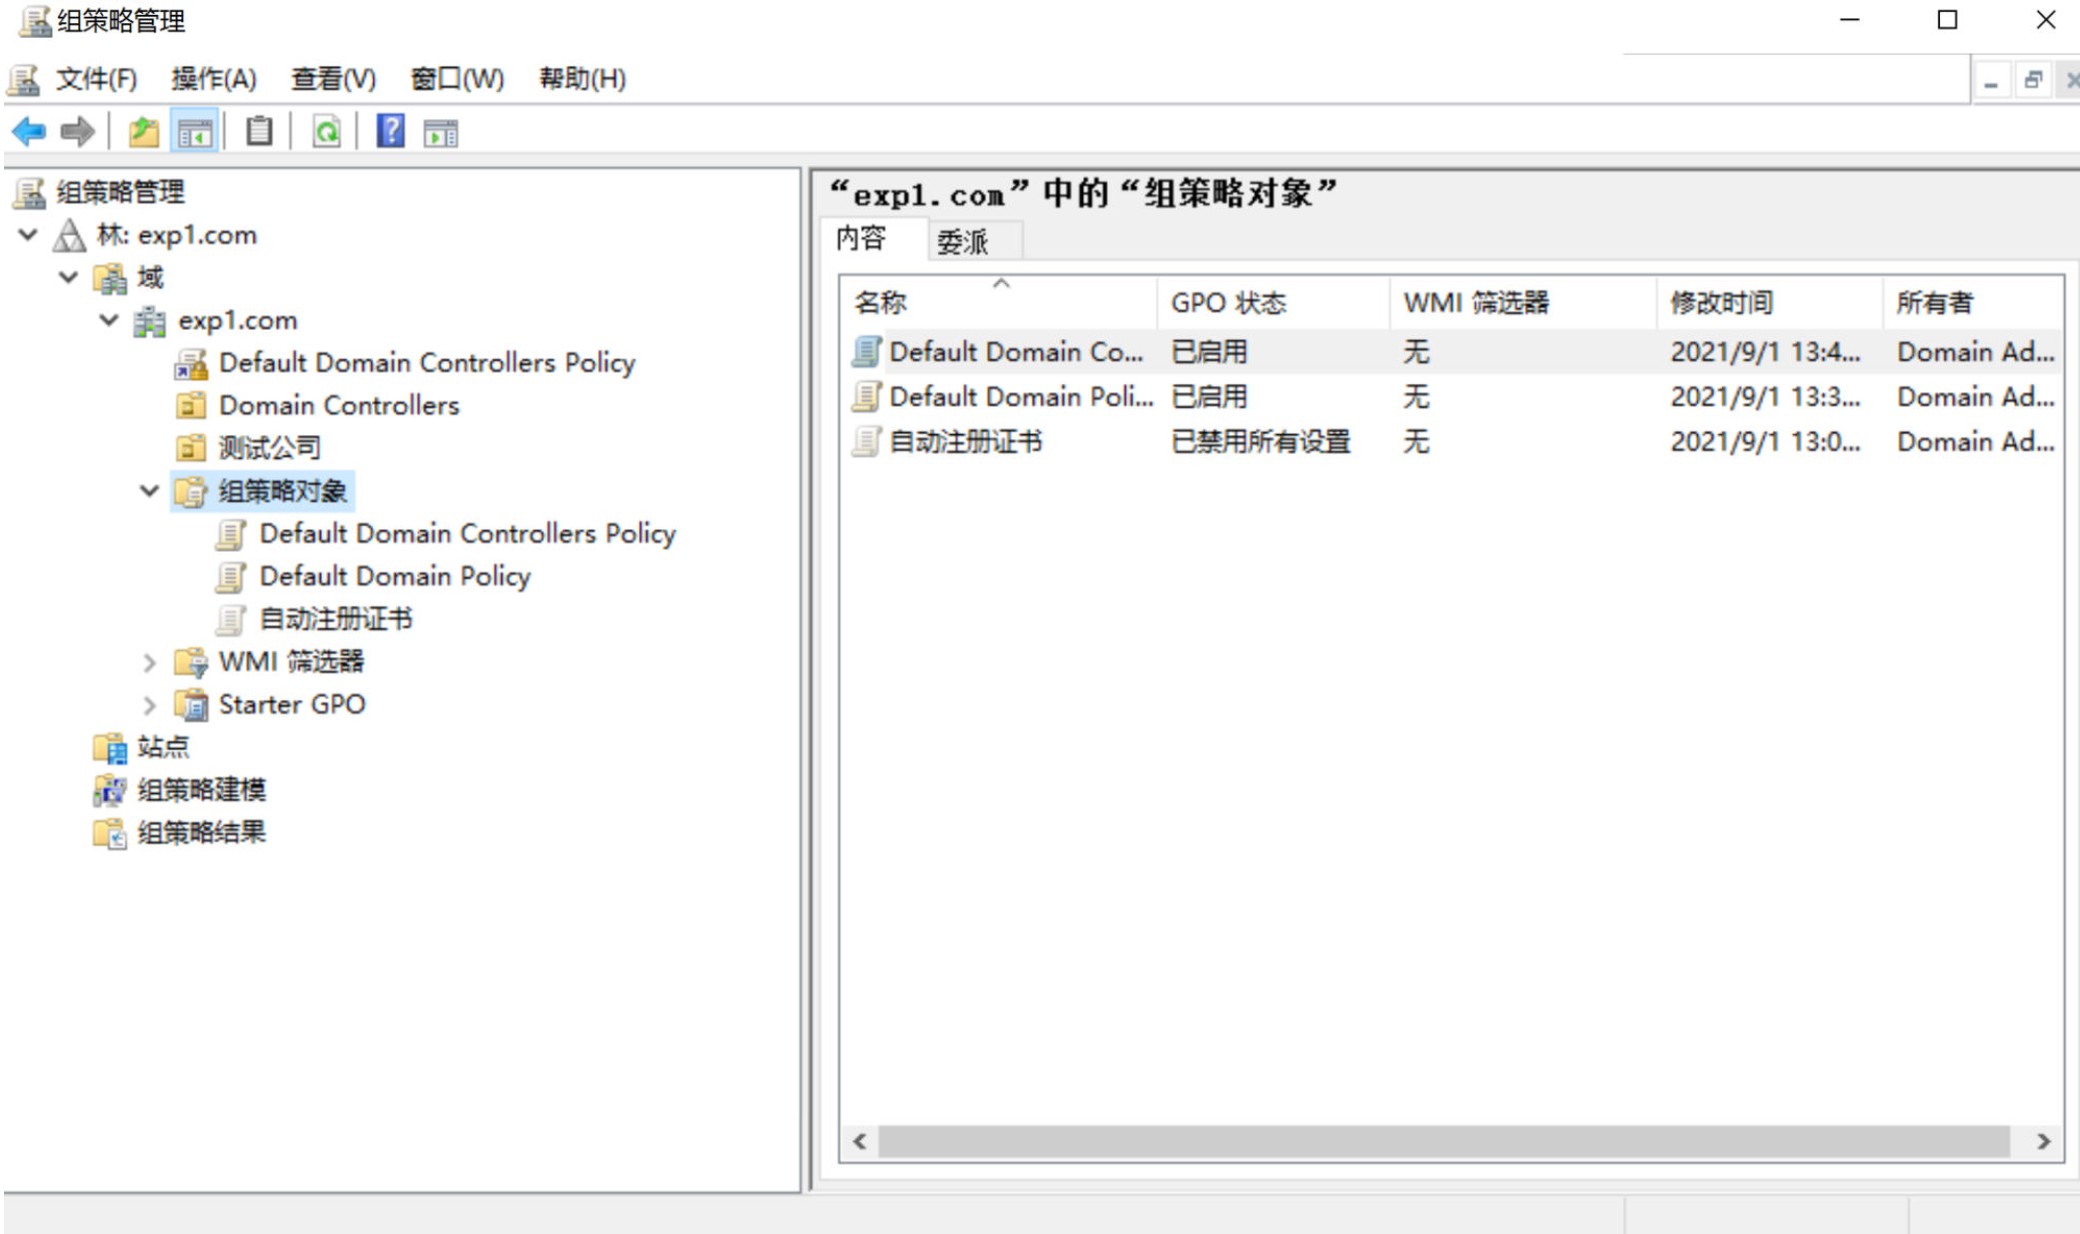 组策略管理
文件(F) 操作(A) 查看(V) 窗口(W) 帮助(H)
组策略管理
林: exp1.com
域
exp1.com
Default Domain Controllers Policy
Domain Controllers
测试公司
组策略对象
Default Domain Controllers Policy
Default Domain Policy
自动注册证书
WMI 筛选器
Starter GPO
站点
组策略建模
组策略结果
“exp1.com”中的“组策略对象”
内容 委派
名称 GPO 状态 WMI 筛选器 修改时间 所有者
Default Domain Co... 已启用 无 2021/9/1 13:4... Domain Ad...
Default Domain Poli... 已启用 无 2021/9/1 13:3... Domain Ad...
自动注册证书 已禁用所有设置 无 2021/9/1 13:0... Domain Ad...